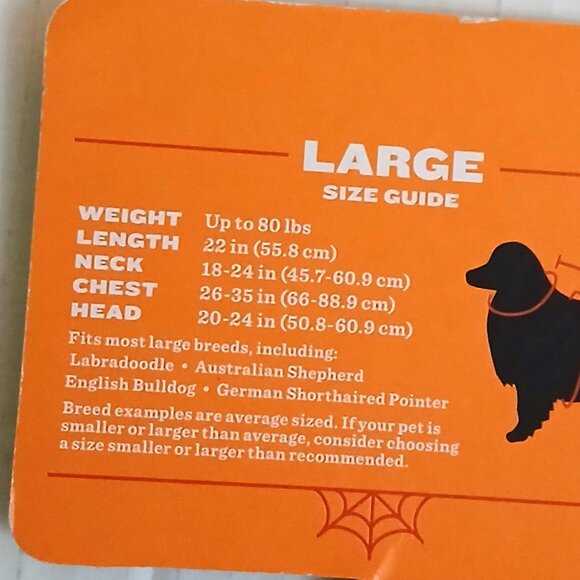 LARGE
SIZE GUIDE
WEIGHT Up to 80 lbs
LENGTH 22 in (55.8 cm)
NECK 18-24 in (45.7-60.9 cm)
CHEST 26-35 in (66-88.9 cm)
HEAD 20-24 in (50.8-60.9 cm)
Fits most large breeds, including:
Labradoodle • Australian Shepherd
English Bulldog • German Shorthaired Pointer
Breed examples are average sized. If your pet is
smaller or larger than average, consider choosing
a size smaller or larger than recommended.